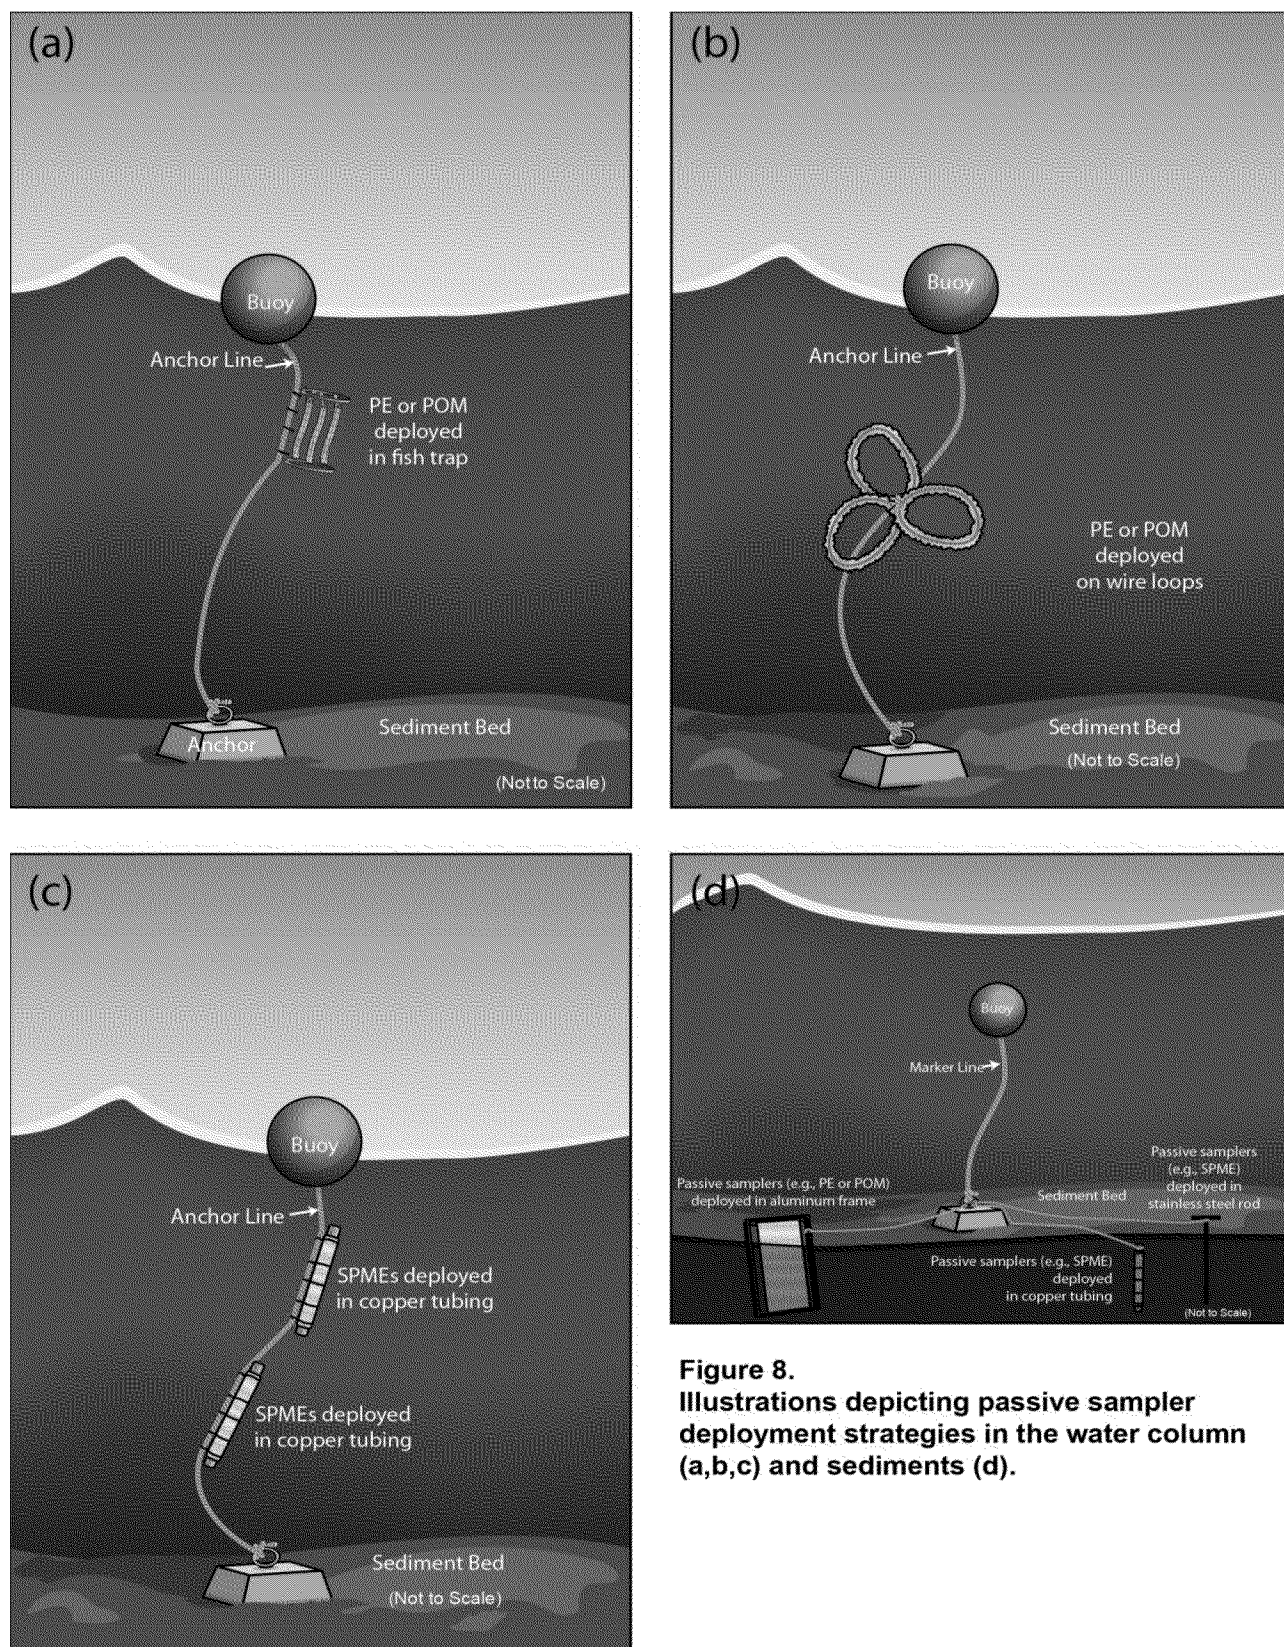 (a)
Buoy
Anchor Line
PE or POM
deployed
in fish trap
Sediment Bed
Anchor
(Not to Scale)
(b)
Buoy
Anchor Line
PE or POM
deployed
on wire loops
Sediment Bed
(Not to Scale)
(c)
Buoy
Anchor Line
SPMEs deployed
in copper tubing
SPMEs deployed
in copper tubing
Sediment Bed
(Not to Scale)
(d)
Buoy
Marker Line
Passive samplers
(e.g., SPME)
deployed in
stainless steel rod
Passive samplers (e.g., PE or POM)
deployed in aluminum frame
Sediment Bed
Passive samplers (e.g., SPME)
deployed
in copper tubing
(Not to Scale)
Figure 8.
Illustrations depicting passive sampler
deployment strategies in the water column
(a,b,c) and sediments (d).